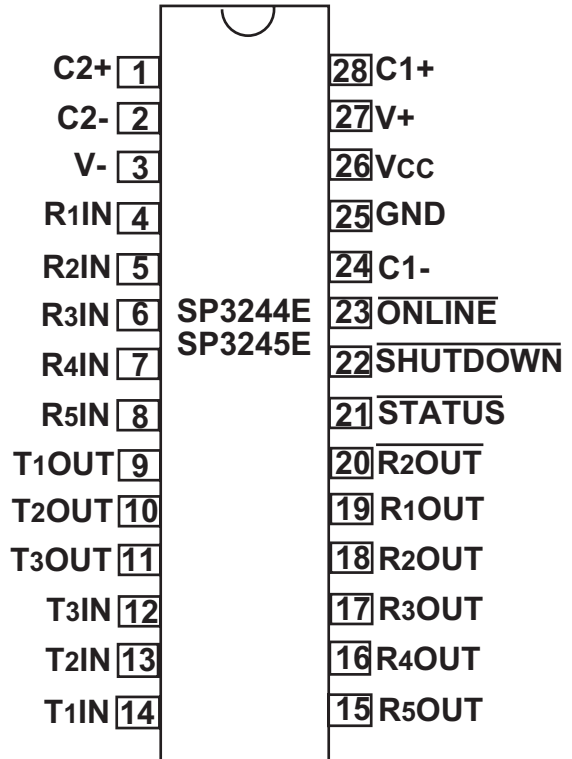 C2+ 1
C2- 2
V- 3
R1IN 4
R2IN 5
R3IN 6
R4IN 7
R5IN 8
T1OUT 9
T2OUT 10
T3OUT 11
T3IN 12
T2IN 13
T1IN 14
SP3244E
SP3245E
28 C1+
27 V+
26 VCC
25 GND
24 C1-
23 ONLINE
22 SHUTDOWN
21 STATUS
20 R2OUT
19 R1OUT
18 R2OUT
17 R3OUT
16 R4OUT
15 R5OUT